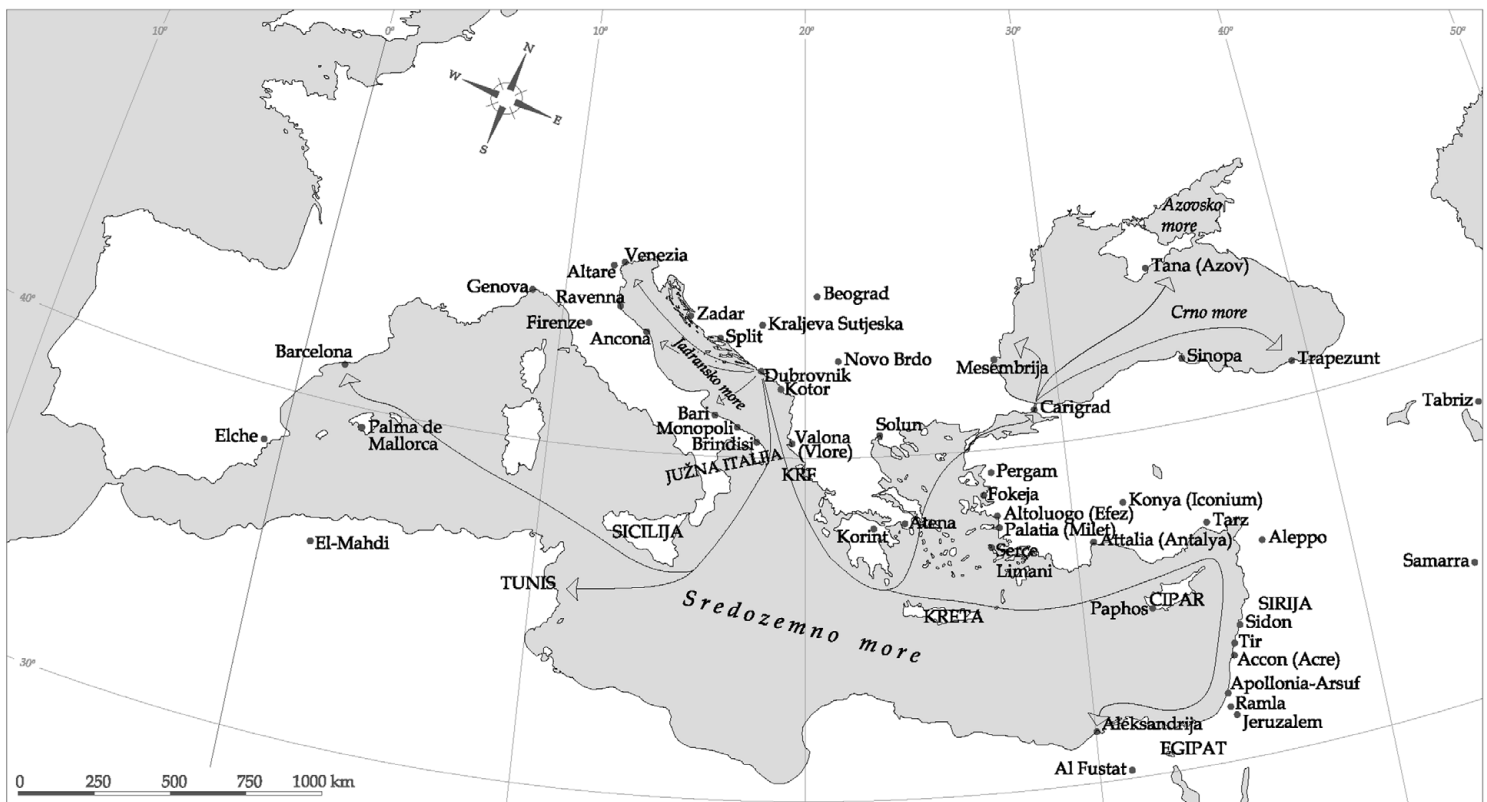 10°
0°
10°
20°
30°
40°
50°
N
W
E
S
Azovsko
more
Venezia
Altare
Tana (Azov)
Genova
Ravenna
Beograd
Crno more
Zadar
Firenze
Kraljeva Sutjeska
Ancona
Split
40°
Barcelona
Jadransko more
Novo Brdo
Mesembrija
Sinopa
Trapezunt
Dubrovnik
Kotor
Tabriz
Bari
Carigrad
Palma de
Mallorca
Monopoli
Solun
Elche
Brindisi
Valona
(Vlore)
JUŽNA ITALIJA
KRF
Pergam
Fokeja
Konya (Iconium)
Altoluogo (Efez)
SICILIJA
Atena
Tarz
Korint
Palatia (Milet)
El-Mahdi
Attalia (Antalya)
Aleppo
Serce
Limani
Samarra
TUNIS
Sredozemno more
KRETA
Paphos
CIPAR
SIRIJA
Sidon
Tir
Accon (Acre)
30°
Apollonia-Arsuf
Ramla
Jeruzalem
Aleksandrija
EGIPAT
Al Fustat
0 250 500 750 1000 km